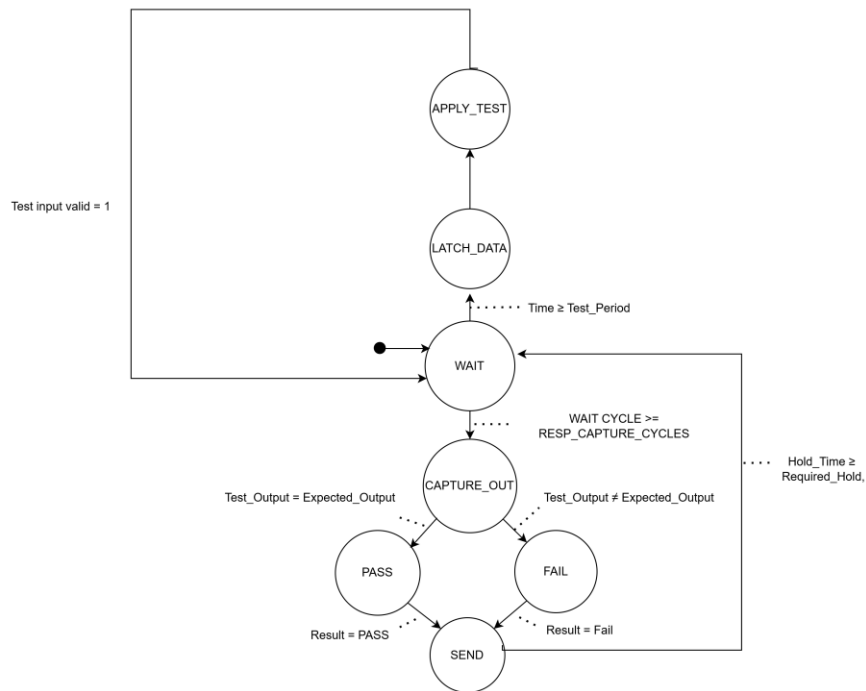 APPLY_TEST
Test input valid = 1
LATCH_DATA
Time ≥ Test_Period
WAIT
WAIT CYCLE >=
RESP_CAPTURE_CYCLES
Hold_Time ≥
Required_Hold,
CAPTURE_OUT
Test_Output = Expected_Output
Test_Output ≠ Expected_Output
PASS
FAIL
Result = PASS
Result = Fail
SEND